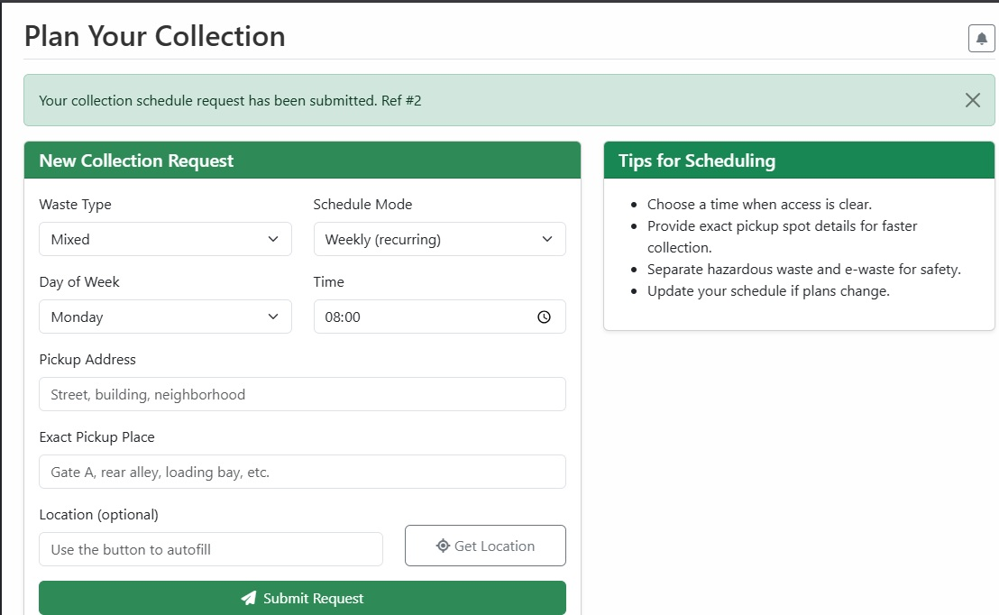 Plan Your Collection
Your collection schedule request has been submitted. Ref #2
New Collection Request
Waste Type
Schedule Mode
Mixed
Weekly (recurring)
Day of Week
Time
Monday
08:00
Pickup Address
Street, building, neighborhood
Exact Pickup Place
Gate A, rear alley, loading bay, etc.
Location (optional)
Use the button to autofill
Get Location
Submit Request
Tips for Scheduling
Choose a time when access is clear.
Provide exact pickup spot details for faster
collection.
Separate hazardous waste and e-waste for safety.
Update your schedule if plans change.